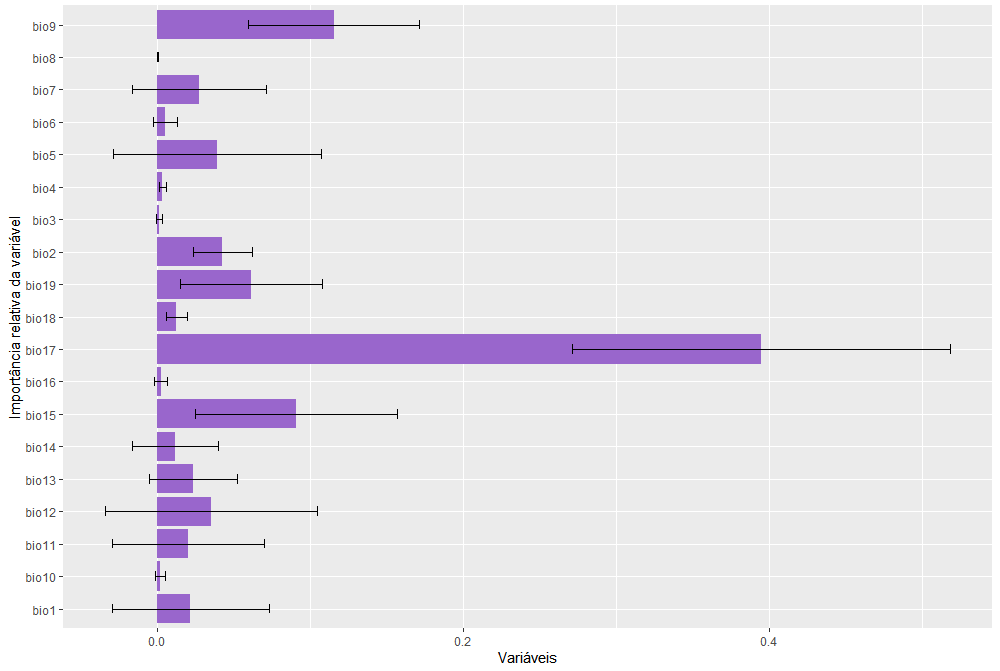 bio9
bio8
bio7
bio6
bio5
bio4
bio3
bio2
bio19
bio18
bio17
bio16
bio15
bio14
bio13
bio12
bio11
bio10
bio1
Importância relativa da variável
0.0 0.2 0.4
Variáveis